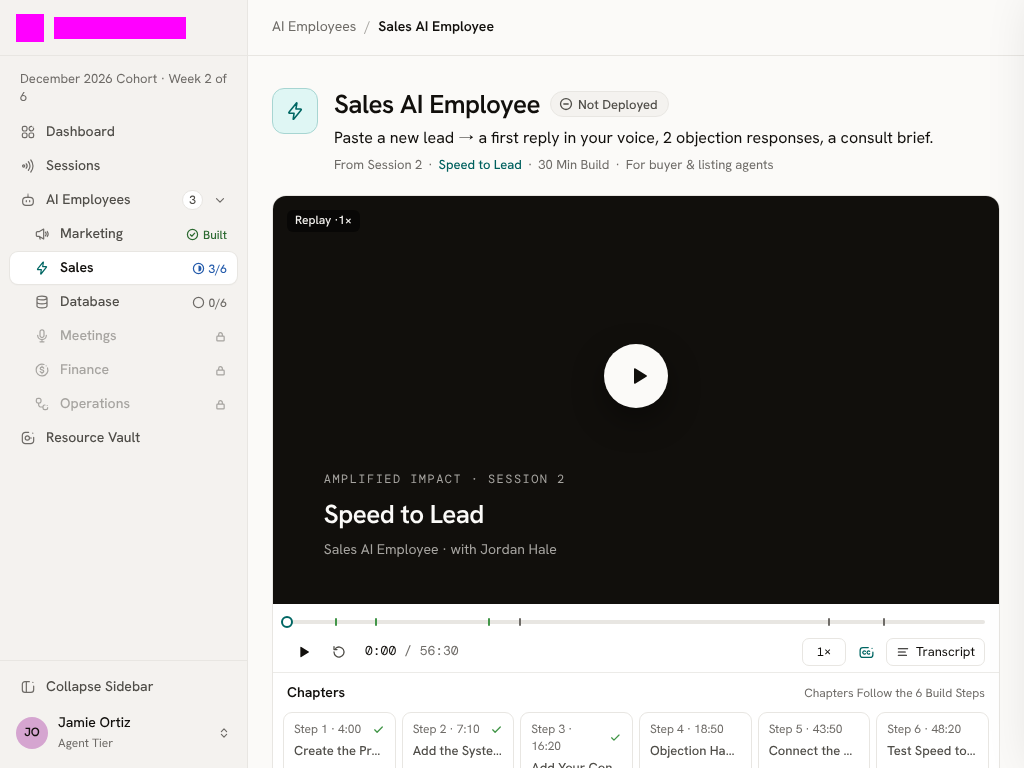 December 2026 Cohort · Week 2 of
6
Dashboard
Sessions
AI Employees 3
Marketing Built
Sales 3/6
Database 0/6
Meetings
Finance
Operations
Resource Vault
Collapse Sidebar
JO Jamie Ortiz
Agent Tier
AI Employees / Sales AI Employee
Sales AI Employee Not Deployed
Paste a new lead → a first reply in your voice, 2 objection responses, a consult brief.
From Session 2 · Speed to Lead · 30 Min Build · For buyer & listing agents
Replay · 1×
AMPLIFIED IMPACT · SESSION 2
Speed to Lead
Sales AI Employee · with Jordan Hale
0:00 / 56:30 1× CC Transcript
Chapters Chapters Follow the 6 Build Steps
Step 1 · 4:00
Create the Pr...
Step 2 · 7:10
Add the Syste...
Step 3 ·
16:20
Add Your Con...
Step 4 · 18:50
Objection Ha...
Step 5 · 43:50
Connect the ...
Step 6 · 48:20
Test Speed to...